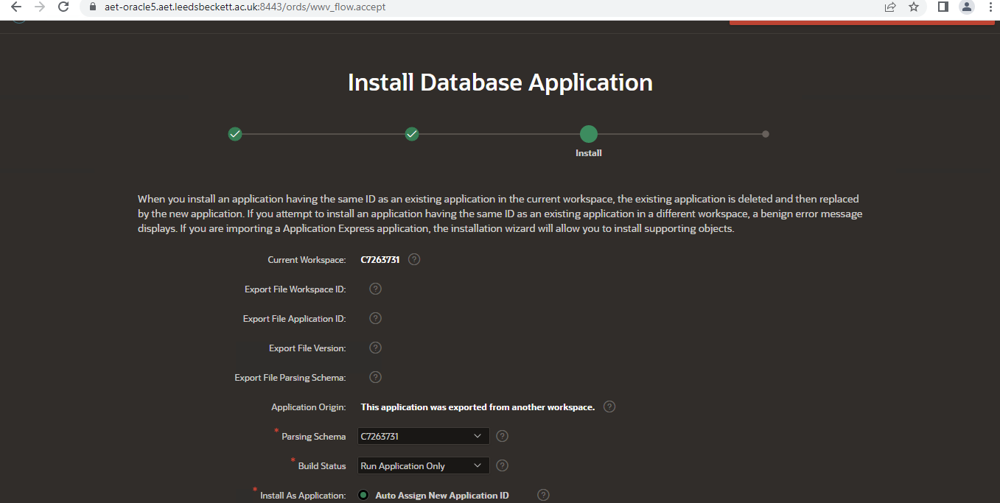 aet-oracle5.aet.leedsbeckett.ac.uk:8443/ords/wwv_flow.accept
Install Database Application
Install
When you install an application having the same ID as an existing application in the current workspace, the existing application is deleted and then replaced
by the new application. If you attempt to install an application having the same ID as an existing application in a different workspace, a benign error message
displays. If you are importing a Application Express application, the installation wizard will allow you to install supporting objects.
Current Workspace: C7263731 ?
Export File Workspace ID: ?
Export File Application ID: ?
Export File Version: ?
Export File Parsing Schema: ?
Application Origin: This application was exported from another workspace. ?
* Parsing Schema C7263731 ?
* Build Status Run Application Only ?
* Install As Application: Auto Assign New Application ID ?